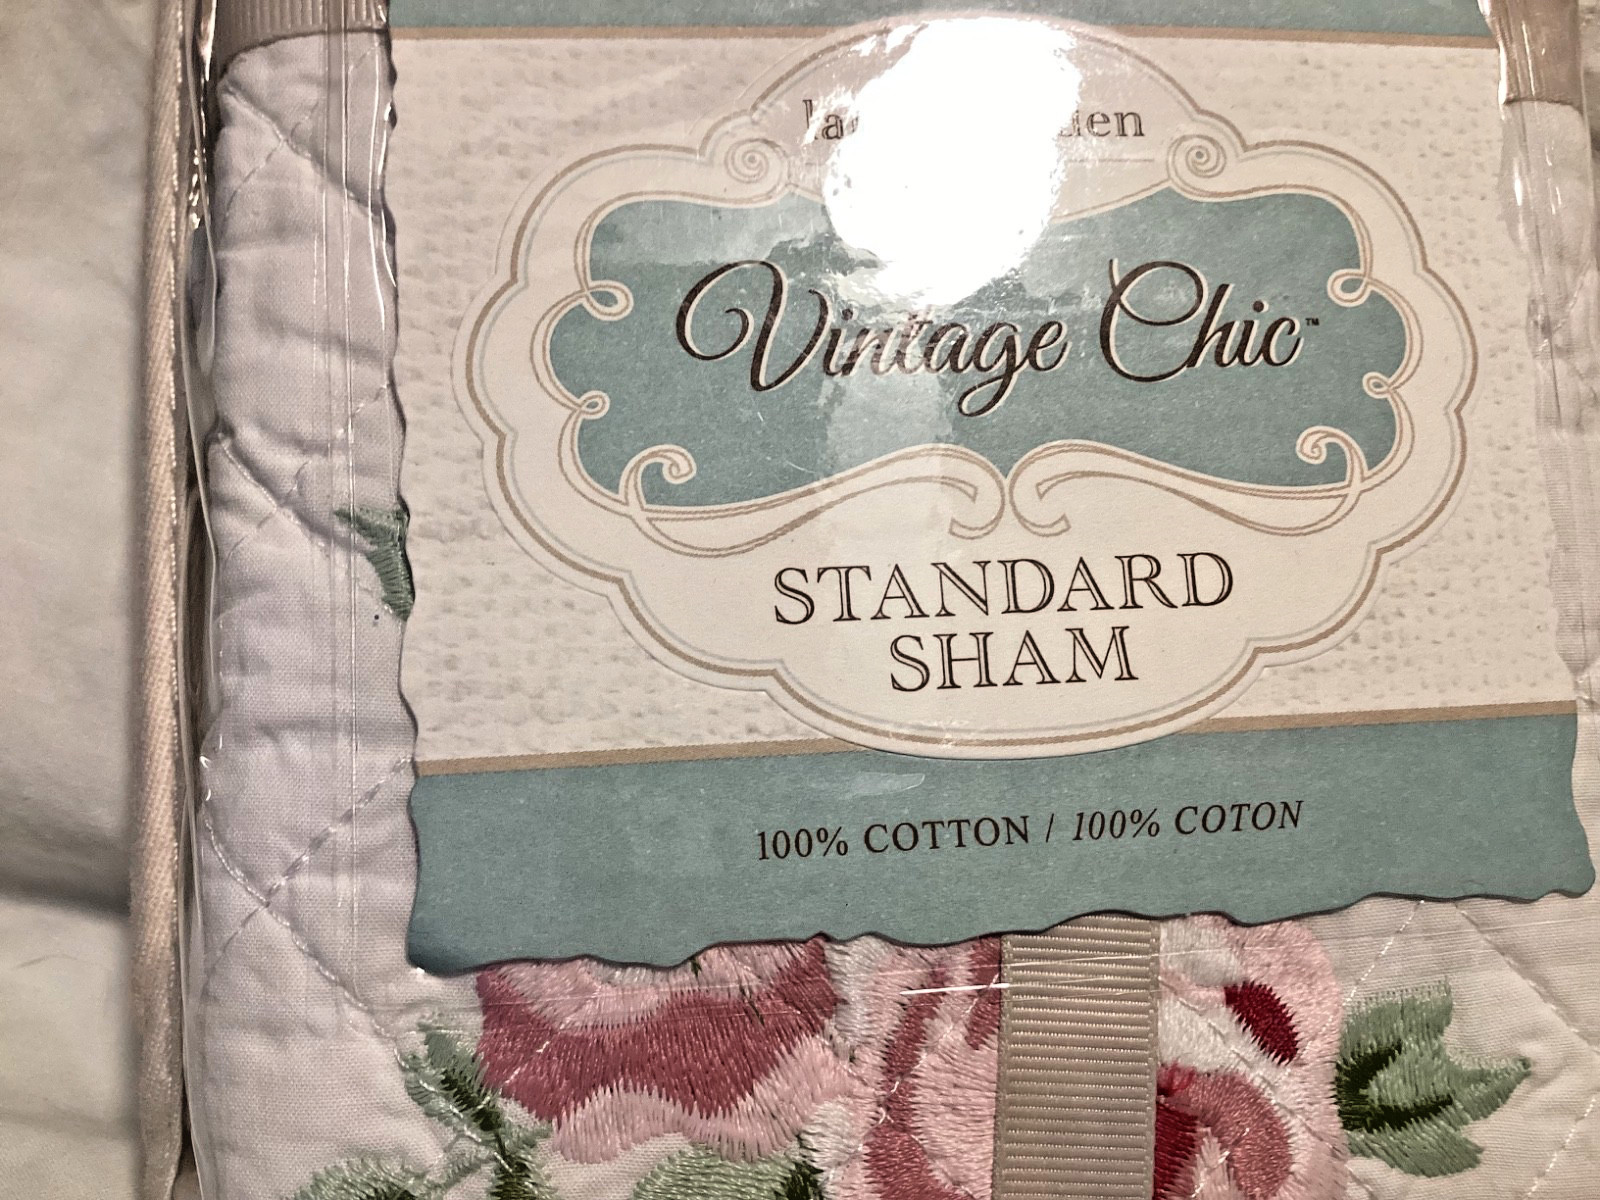 Vintage Chic™
STANDARD
SHAM
100% COTTON / 100% COTON